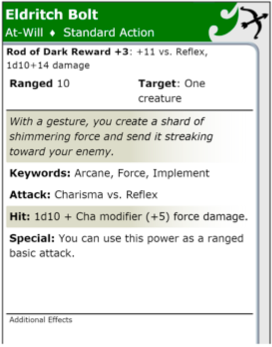 Eldritch Bolt
At-Will ♦ Standard Action
Rod of Dark Reward +3: +11 vs. Reflex,
1d10+14 damage
Ranged 10 Target: One
creature
With a gesture, you create a shard of
shimmering force and send it streaking
toward your enemy.
Keywords: Arcane, Force, Implement
Attack: Charisma vs. Reflex
Hit: 1d10 + Cha modifier (+5) force damage.
Special: You can use this power as a ranged
basic attack.
Additional Effects